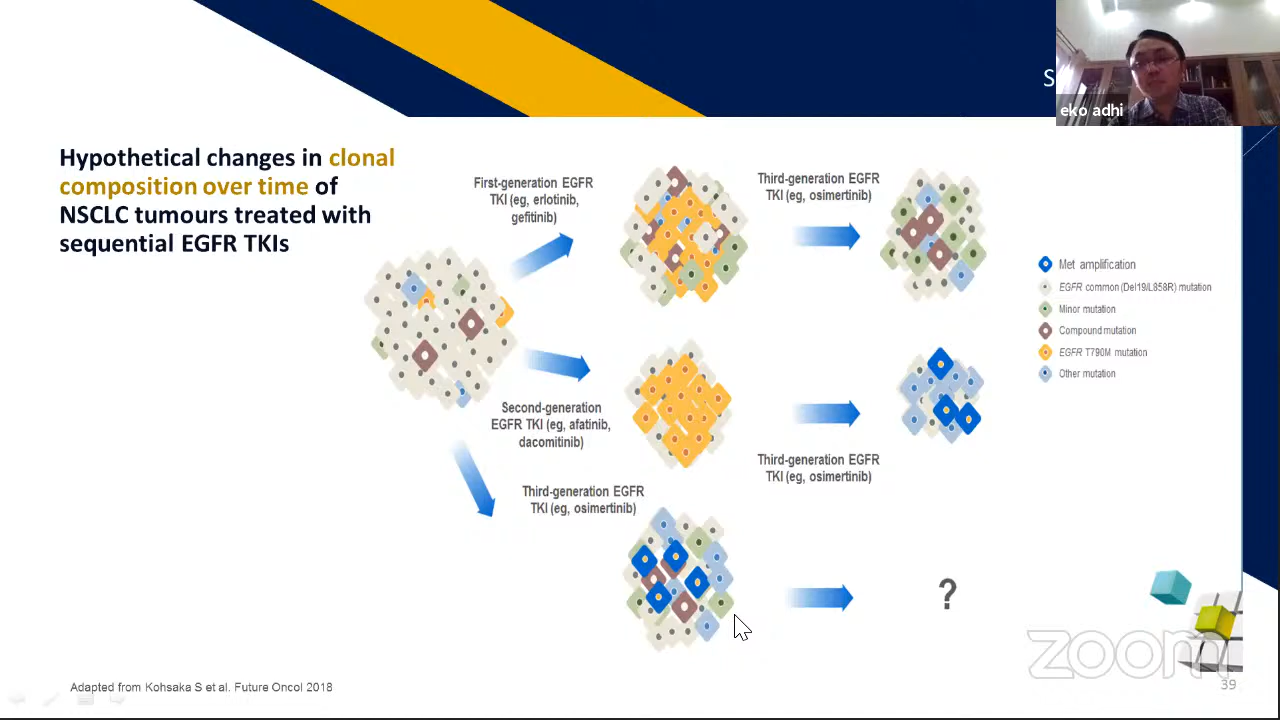 S
eko adhi
Hypothetical changes in clonal
composition over time of
NSCLC tumours treated with
sequential EGFR TKIs
First-generation EGFR
TKI (eg, erlotinib,
gefitinib)
Third-generation EGFR
TKI (eg, osimertinib)
Second-generation
EGFR TKI (eg, afatinib,
dacomitinib)
Third-generation EGFR
TKI (eg, osimertinib)
Third-generation EGFR
TKI (eg, osimertinib)
?
Met amplification
EGFR common (Del19/L858R) mutation
Minor mutation
Compound mutation
EGFR T790M mutation
Other mutation
zoom
Adapted from Kohsaka S et al. Future Oncol 2018
39